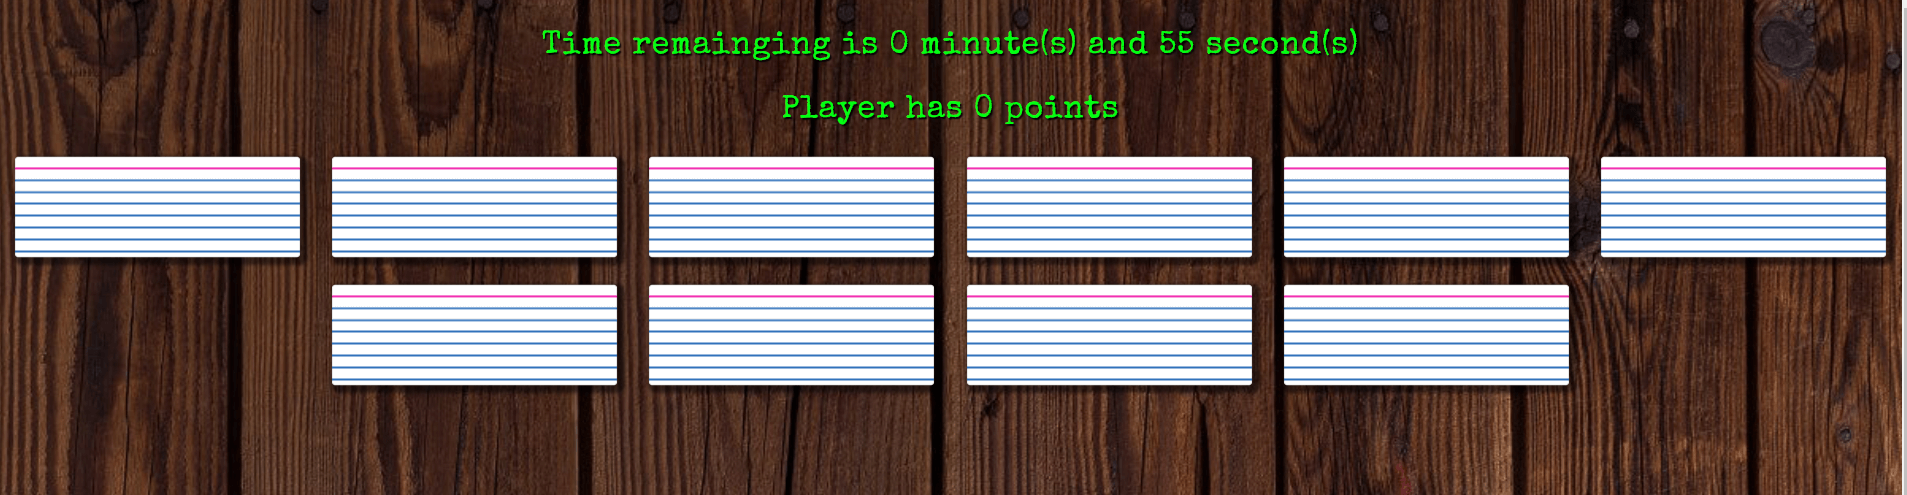 Time remainging is 0 minute(s) and 55 second(s)
Player has 0 points